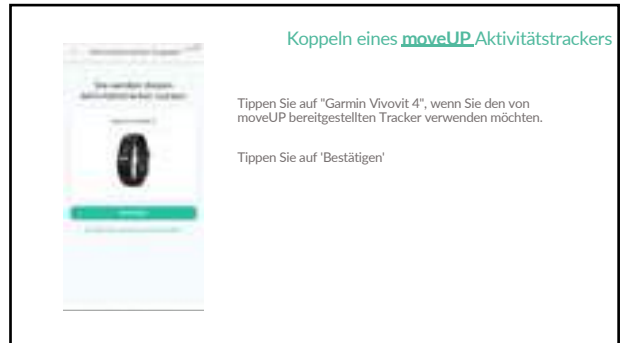 Koppeln eines moveUP Aktivitätstrackers
Tippen Sie auf "Garmin Vivovit 4", wenn Sie den von
moveUP bereitgestellten Tracker verwenden möchten.
Tippen Sie auf 'Bestätigen'